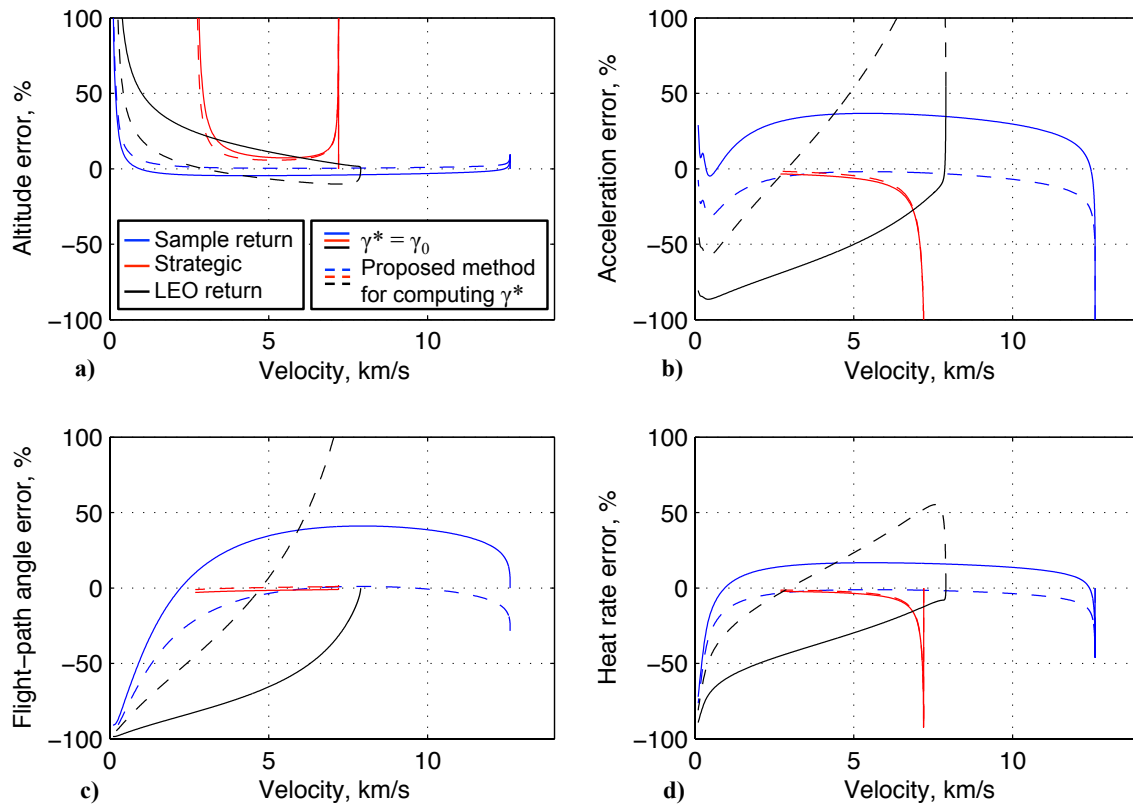 100
50
0
−50
−100
Altitude error, %
Sample return
Strategic
LEO return
γ* = γ0
Proposed method
for computing γ*
0
5
10
Velocity, km/s
a)
100
50
0
−50
−100
Acceleration error, %
0
5
10
Velocity, km/s
b)
100
50
0
−50
−100
Flight−path angle error, %
0
5
10
Velocity, km/s
c)
100
50
0
−50
−100
Heat rate error, %
0
5
10
Velocity, km/s
d)